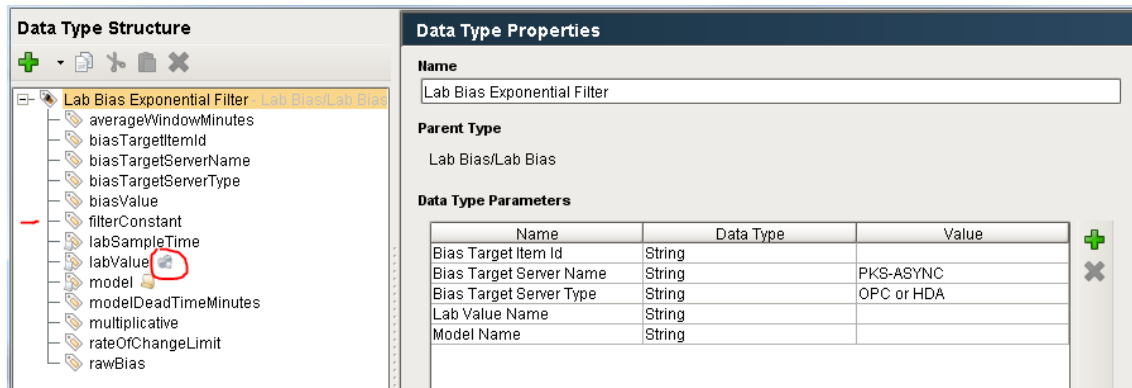 Data Type Structure
Lab Bias Exponential Filter - Lab Bias/Lab Bias
averageWindowMinutes
biasTargetItemId
biasTargetServerName
biasTargetServerType
biasValue
filterConstant
labSampleTime
labValue
model
modelDeadTimeMinutes
multiplicative
rateOfChangeLimit
rawBias
Data Type Properties
Name
Lab Bias Exponential Filter
Parent Type
Lab Bias/Lab Bias
Data Type Parameters
Name Data Type Value
Bias Target Item Id String
Bias Target Server Name String PKS-ASYNC
Bias Target Server Type String OPC or HDA
Lab Value Name String
Model Name String